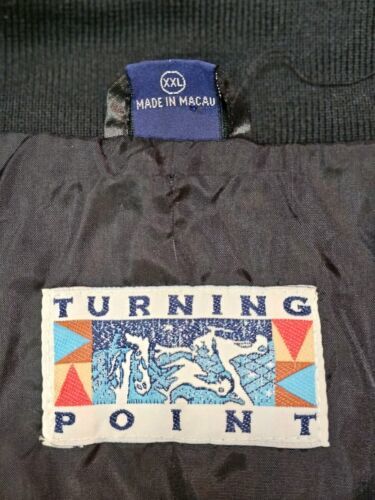 XXL
MADE IN MACAU
TURNING
POINT